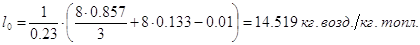 l₀ = 1/0.23 · (8·0.857/3 + 8·0.133 − 0.01) = 14.519 кг.возд./кг.топл.